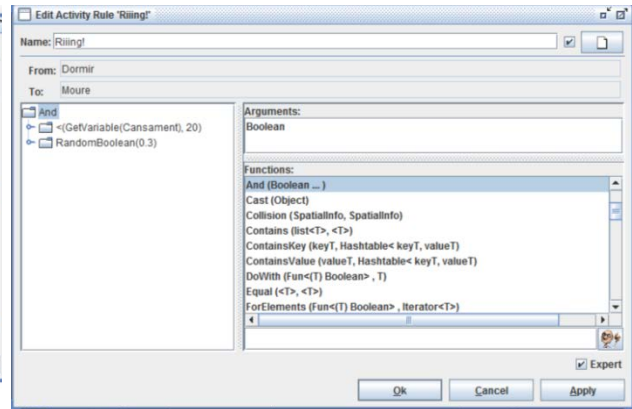 Edit Activity Rule 'Riiing!'
Name: Riiing!
From: Dormir
To: Moure
And
<(GetVariable(Cansament), 20)
RandomBoolean(0.3)
Arguments:
Boolean
Functions:
And (Boolean ... )
Cast (Object)
Collision (SpatialInfo, SpatialInfo)
Contains (list<T>, <T>)
ContainsKey (keyT, Hashtable< keyT, valueT)
ContainsValue (valueT, Hashtable< keyT, valueT)
DoWith (Fun<(T) Boolean> , T)
Equal (<T>, <T>)
ForElements (Fun<(T) Boolean> , Iterator<T>)
Expert
Ok Cancel Apply